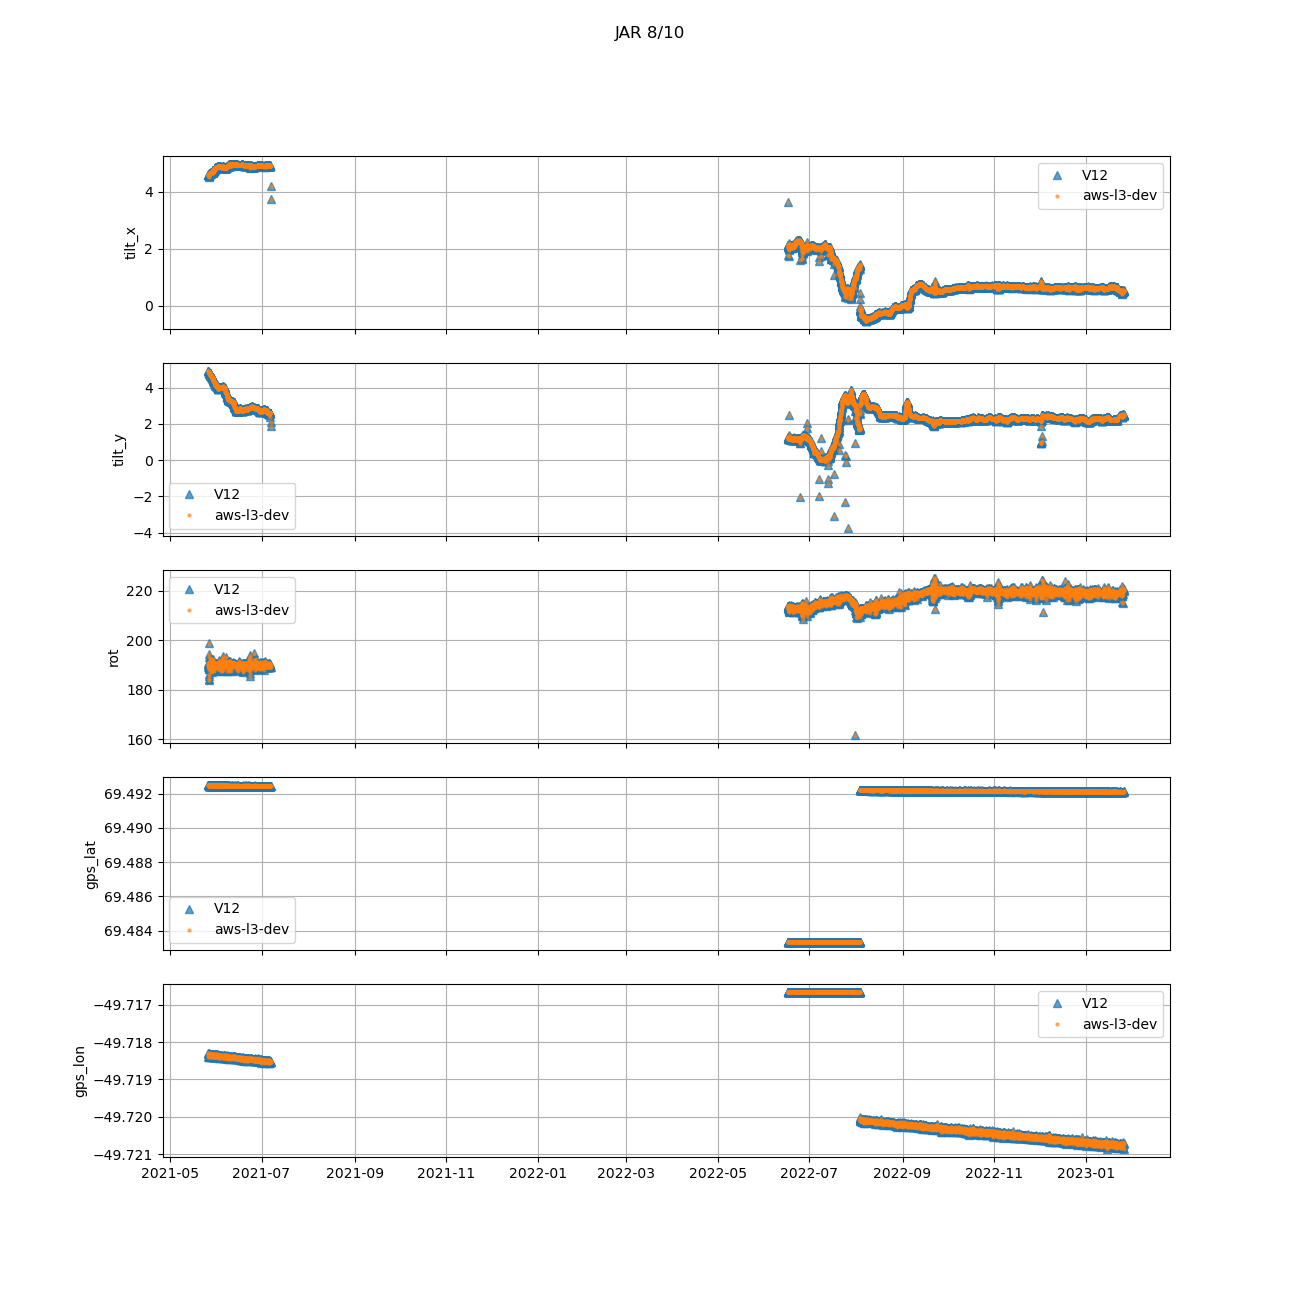 JAR 8/10
tilt_x
4
2
0
V12
aws-l3-dev
tilt_y
4
2
0
−2
−4
V12
aws-l3-dev
rot
220
200
180
160
V12
aws-l3-dev
gps_lat
69.492
69.490
69.488
69.486
69.484
V12
aws-l3-dev
gps_lon
−49.717
−49.718
−49.719
−49.720
−49.721
V12
aws-l3-dev
2021-05 2021-07 2021-09 2021-11 2022-01 2022-03 2022-05 2022-07 2022-09 2022-11 2023-01